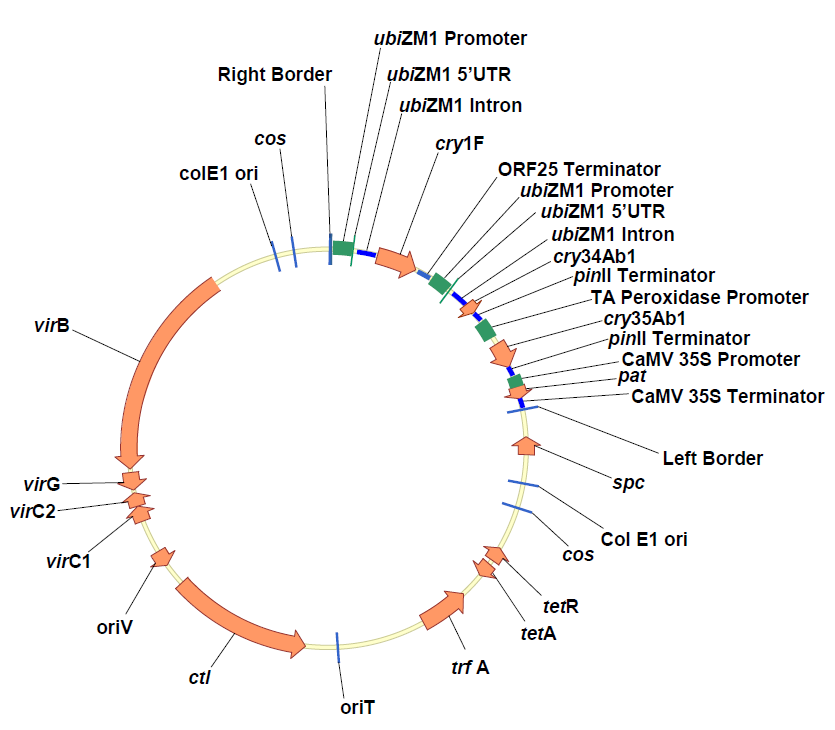 ubiZM1 Promoter
Right Border
ubiZM1 5’UTR
ubiZM1 Intron
cos
cry1F
colE1 ori
ORF25 Terminator
ubiZM1 Promoter
ubiZM1 5’UTR
ubiZM1 Intron
cry34Ab1
pinII Terminator
TA Peroxidase Promoter
cry35Ab1
virB
pinII Terminator
CaMV 35S Promoter
pat
CaMV 35S Terminator
Left Border
virG
spc
virC2
Col E1 ori
cos
virC1
tetR
oriV
tetA
trf A
ctl
oriT